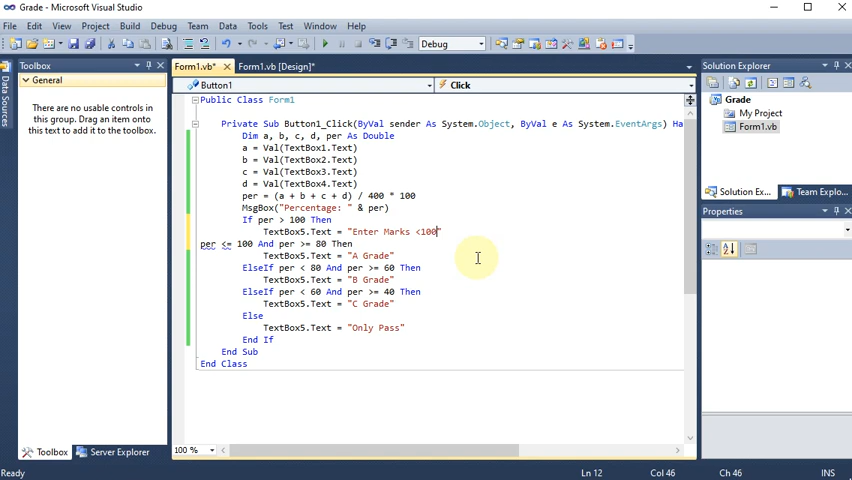 Grade - Microsoft Visual Studio
File Edit View Project Build Debug Team Data Tools Test Window Help
Debug
Toolbox
General
There are no usable controls in
this group. Drag an item onto
this text to add it to the toolbox.
Data Sources
Toolbox Server Explorer
Form1.vb* Form1.vb [Design]*
Button1 Click
Public Class Form1
Private Sub Button1_Click(ByVal sender As System.Object, ByVal e As System.EventArgs) Ha
Dim a, b, c, d, per As Double
a = Val(TextBox1.Text)
b = Val(TextBox2.Text)
c = Val(TextBox3.Text)
d = Val(TextBox4.Text)
per = (a + b + c + d) / 400 * 100
MsgBox("Percentage: " & per)
If per > 100 Then
TextBox5.Text = "Enter Marks <100"
per <= 100 And per >= 80 Then
TextBox5.Text = "A Grade"
ElseIf per < 80 And per >= 60 Then
TextBox5.Text = "B Grade"
ElseIf per < 60 And per >= 40 Then
TextBox5.Text = "C Grade"
Else
TextBox5.Text = "Only Pass"
End If
End Sub
End Class
100 %
Solution Explorer
Grade
My Project
Form1.vb
Solution Ex... Team Explo...
Properties
Ready Ln 12 Col 46 Ch 46 INS